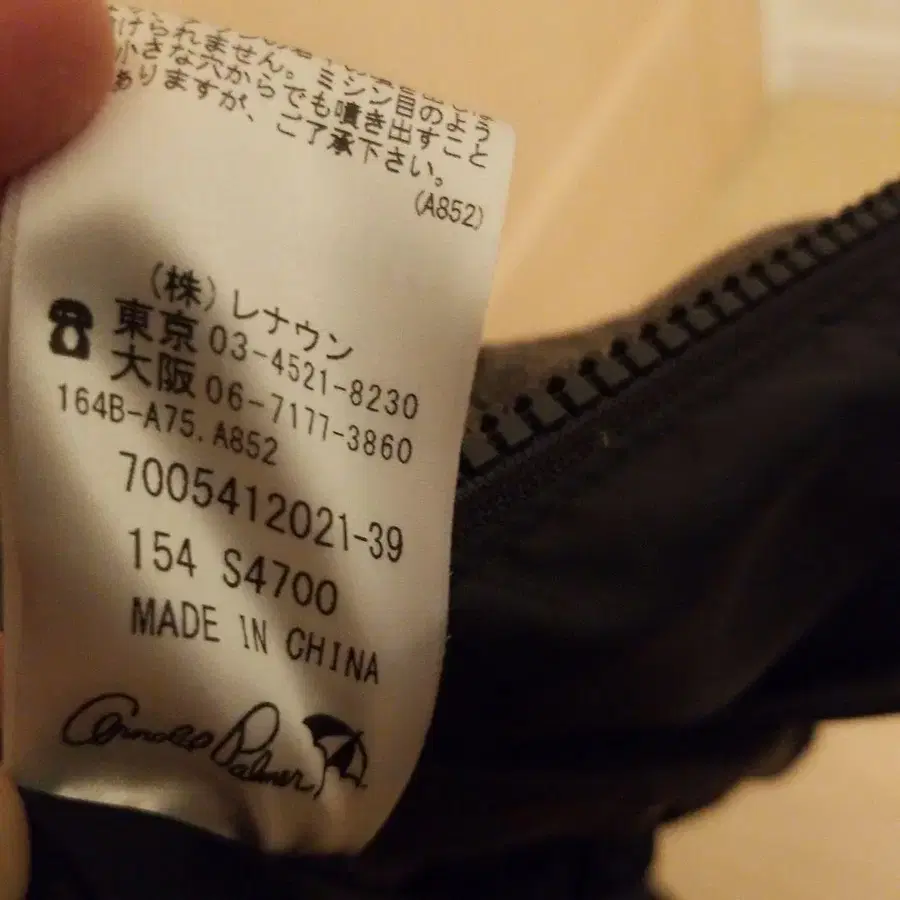 けられません。ミシン目のよう
小さな穴からでも噴き出すこと
ありますが、ご了承下さい。
(A852)
(株)レナウン
東京 03-4521-8230
大阪 06-7177-3860
164B-A75.A852
7005412021-39
154 S4700
MADE IN CHINA
Arnold Palmer